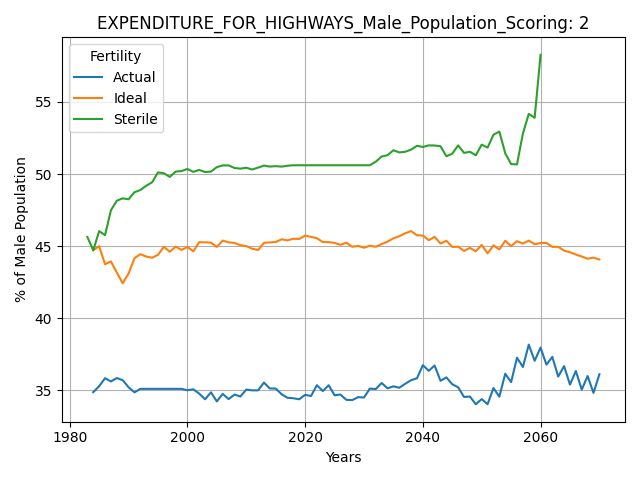 EXPENDITURE_FOR_HIGHWAYS_Male_Population_Scoring: 2
Fertility
Actual
Ideal
Sterile
% of Male Population
55
50
45
40
35
1980
2000
2020
2040
2060
Years